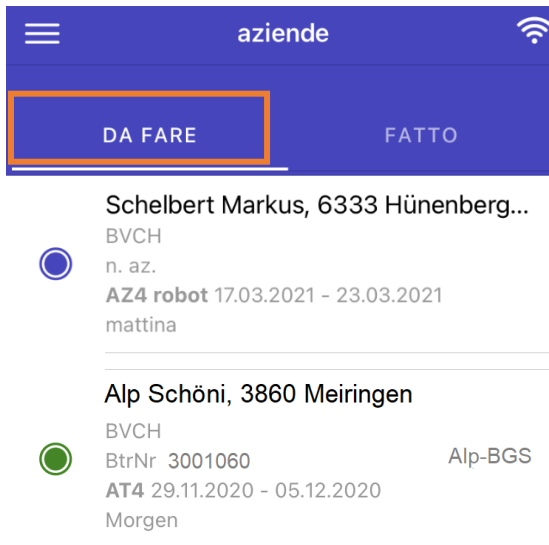 aziende
DA FARE FATTO
Schelbert Markus, 6333 Hünenberg...
BVCH
n. az.
AZ4 robot 17.03.2021 - 23.03.2021
mattina
Alp Schöni, 3860 Meiringen
BVCH
BtrNr 3001060 Alp-BGS
AT4 29.11.2020 - 05.12.2020
Morgen